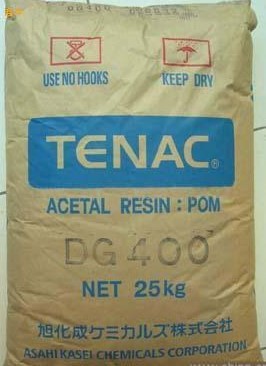 USE NO HOOKS
KEEP DRY
TENAC®
ACETAL RESIN : POM
DG400
NET 25kg
旭化成ケミカルズ株式会社
ASAHI KASEI CHEMICALS CORPORATION